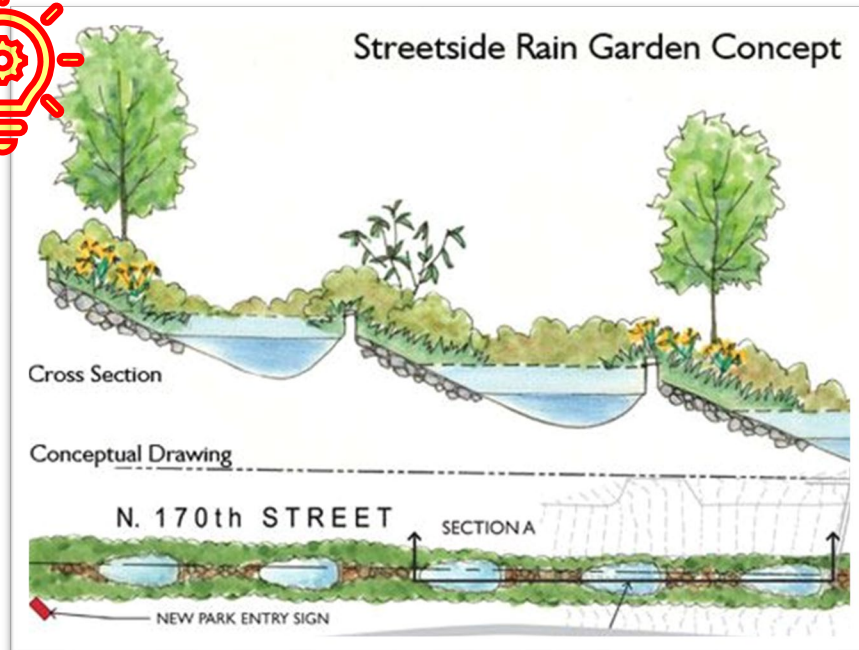 Streetside Rain Garden Concept
Cross Section
Conceptual Drawing
N. 170th STREET
SECTION A
NEW PARK ENTRY SIGN